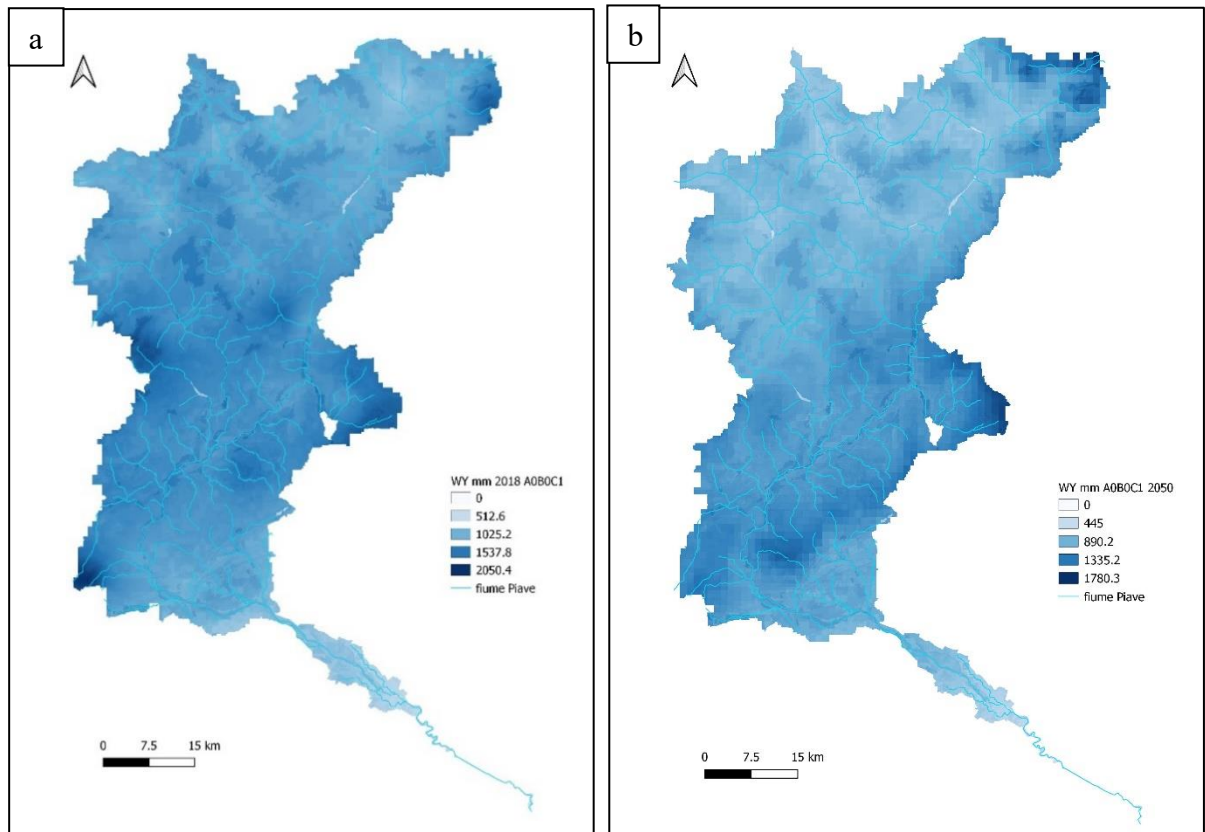 a
WY mm 2018 A0B0C1
0
512.6
1025.2
1537.8
2050.4
fiume Piave
0 7.5 15 km
b
WY mm A0B0C1 2050
0
445
890.2
1335.2
1780.3
fiume Piave
0 7.5 15 km